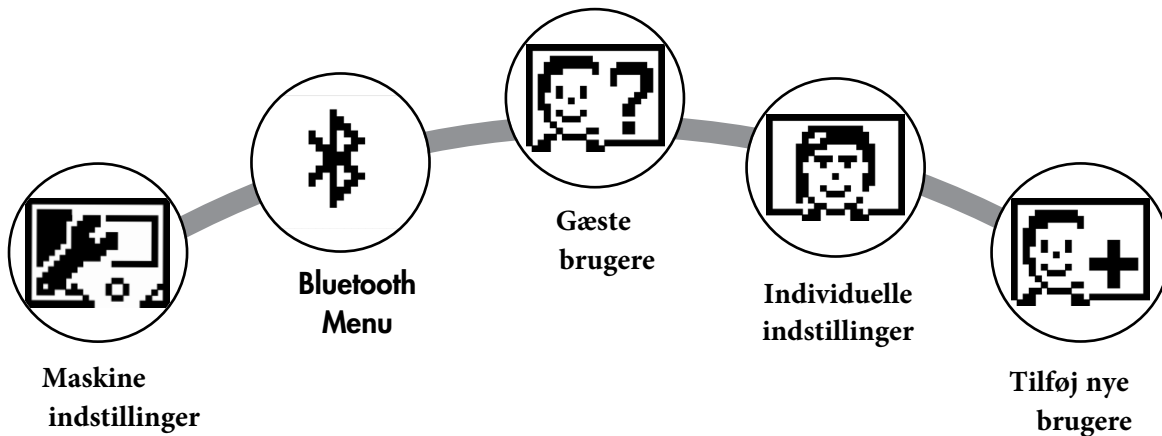 Maskine
indstillinger
Bluetooth
Menu
Gæste
brugere
Individuelle
indstillinger
Tilføj nye
brugere